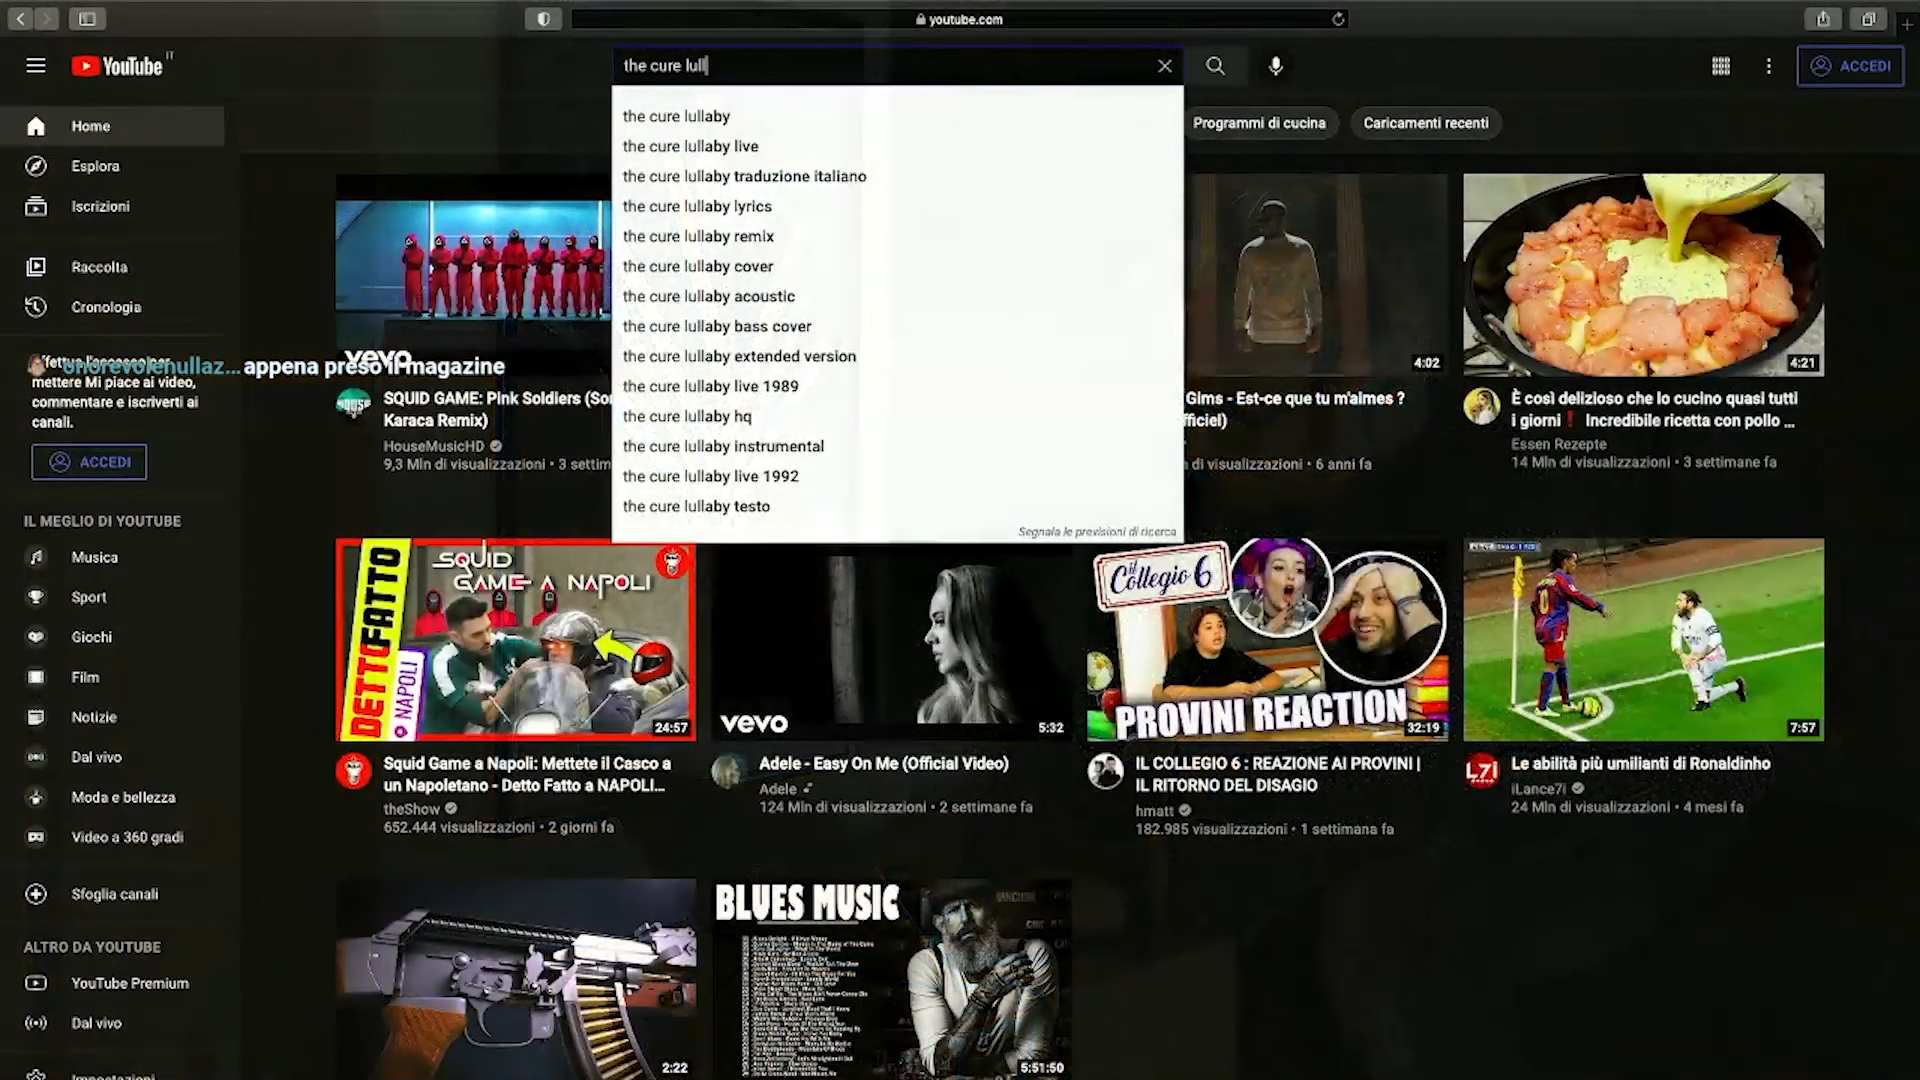 youtube.com
YouTube IT
the cure lull
ACCEDI
the cure lullaby
the cure lullaby live
the cure lullaby traduzione italiano
the cure lullaby lyrics
the cure lullaby remix
the cure lullaby cover
the cure lullaby acoustic
the cure lullaby bass cover
the cure lullaby extended version
the cure lullaby live 1989
the cure lullaby hq
the cure lullaby instrumental
the cure lullaby live 1992
the cure lullaby testo
Segnala le previsioni di ricerca
Programmi di cucina
Caricamenti recenti
Home
Esplora
Iscrizioni
Raccolta
Cronologia
onorevolenullaz... appena preso il magazine
mettere Mi piace ai video,
commentare e iscriverti ai
canali.
ACCEDI
IL MEGLIO DI YOUTUBE
Musica
Sport
Giochi
Film
Notizie
Dal vivo
Moda e bellezza
Video a 360 gradi
Sfoglia canali
ALTRO DA YOUTUBE
YouTube Premium
Dal vivo
Impostazioni
vevo
HOUSE
SQUID GAME: Pink Soldiers (So
Karaca Remix)
HouseMusicHD
9,3 Mln di visualizzazioni • 3 settim
4:02
Gims - Est-ce que tu m'aimes ?
fficiel)
di visualizzazioni • 6 anni fa
4:21
È così delizioso che lo cucino quasi tutti
i giorni❗ Incredibile ricetta con pollo ...
Essen Rezepte
14 Mln di visualizzazioni • 3 settimane fa
SQUID
GAME A NAPOLI
DETTO FATTO
NAPOLI
24:57
Squid Game a Napoli: Mettete il Casco a
un Napoletano - Detto Fatto a NAPOLI...
theShow
652.444 visualizzazioni • 2 giorni fa
vevo
5:32
Adele - Easy On Me (Official Video)
Adele
124 Mln di visualizzazioni • 2 settimane fa
il Collegio 6
PROVINI REACTION
32:19
IL COLLEGIO 6 : REAZIONE AI PROVINI |
IL RITORNO DEL DISAGIO
hmatt
182.985 visualizzazioni • 1 settimana fa
7:57
L7i
Le abilità più umilianti di Ronaldinho
iLance7i
24 Mln di visualizzazioni • 4 mesi fa
2:22
BLUES MUSIC
5:51:50